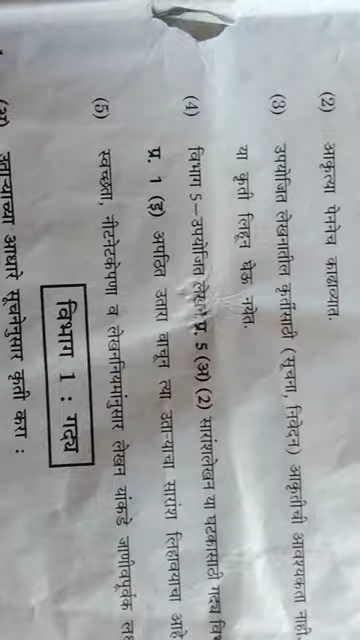 (2) आकृत्या पेननेच काढाव्यात.
(3) उपयोजित लेखनातील कृतींसाठी (सूचना, निवेदन) आकृतीची आवश्यकता नाही.
या कृती लिहून घेऊ नयेत.
(4) विभाग 5—उपयोजित लेखन प्र. 5 (अ) (2) सारांशलेखन या घटकासाठी गद्य
प्र. 1 (इ) अपठित उतारा वाचून त्या उताऱ्याचा सारांश लिहावयाचा आहे
(5) स्वच्छता, नीटनेटकेपणा व लेखननियमांनुसार लेखन यांकडे जाणीवपूर्वक
विभाग 1 : गद्य
(अ) उताऱ्याच्या आधारे सूचनेनुसार कृती करा :